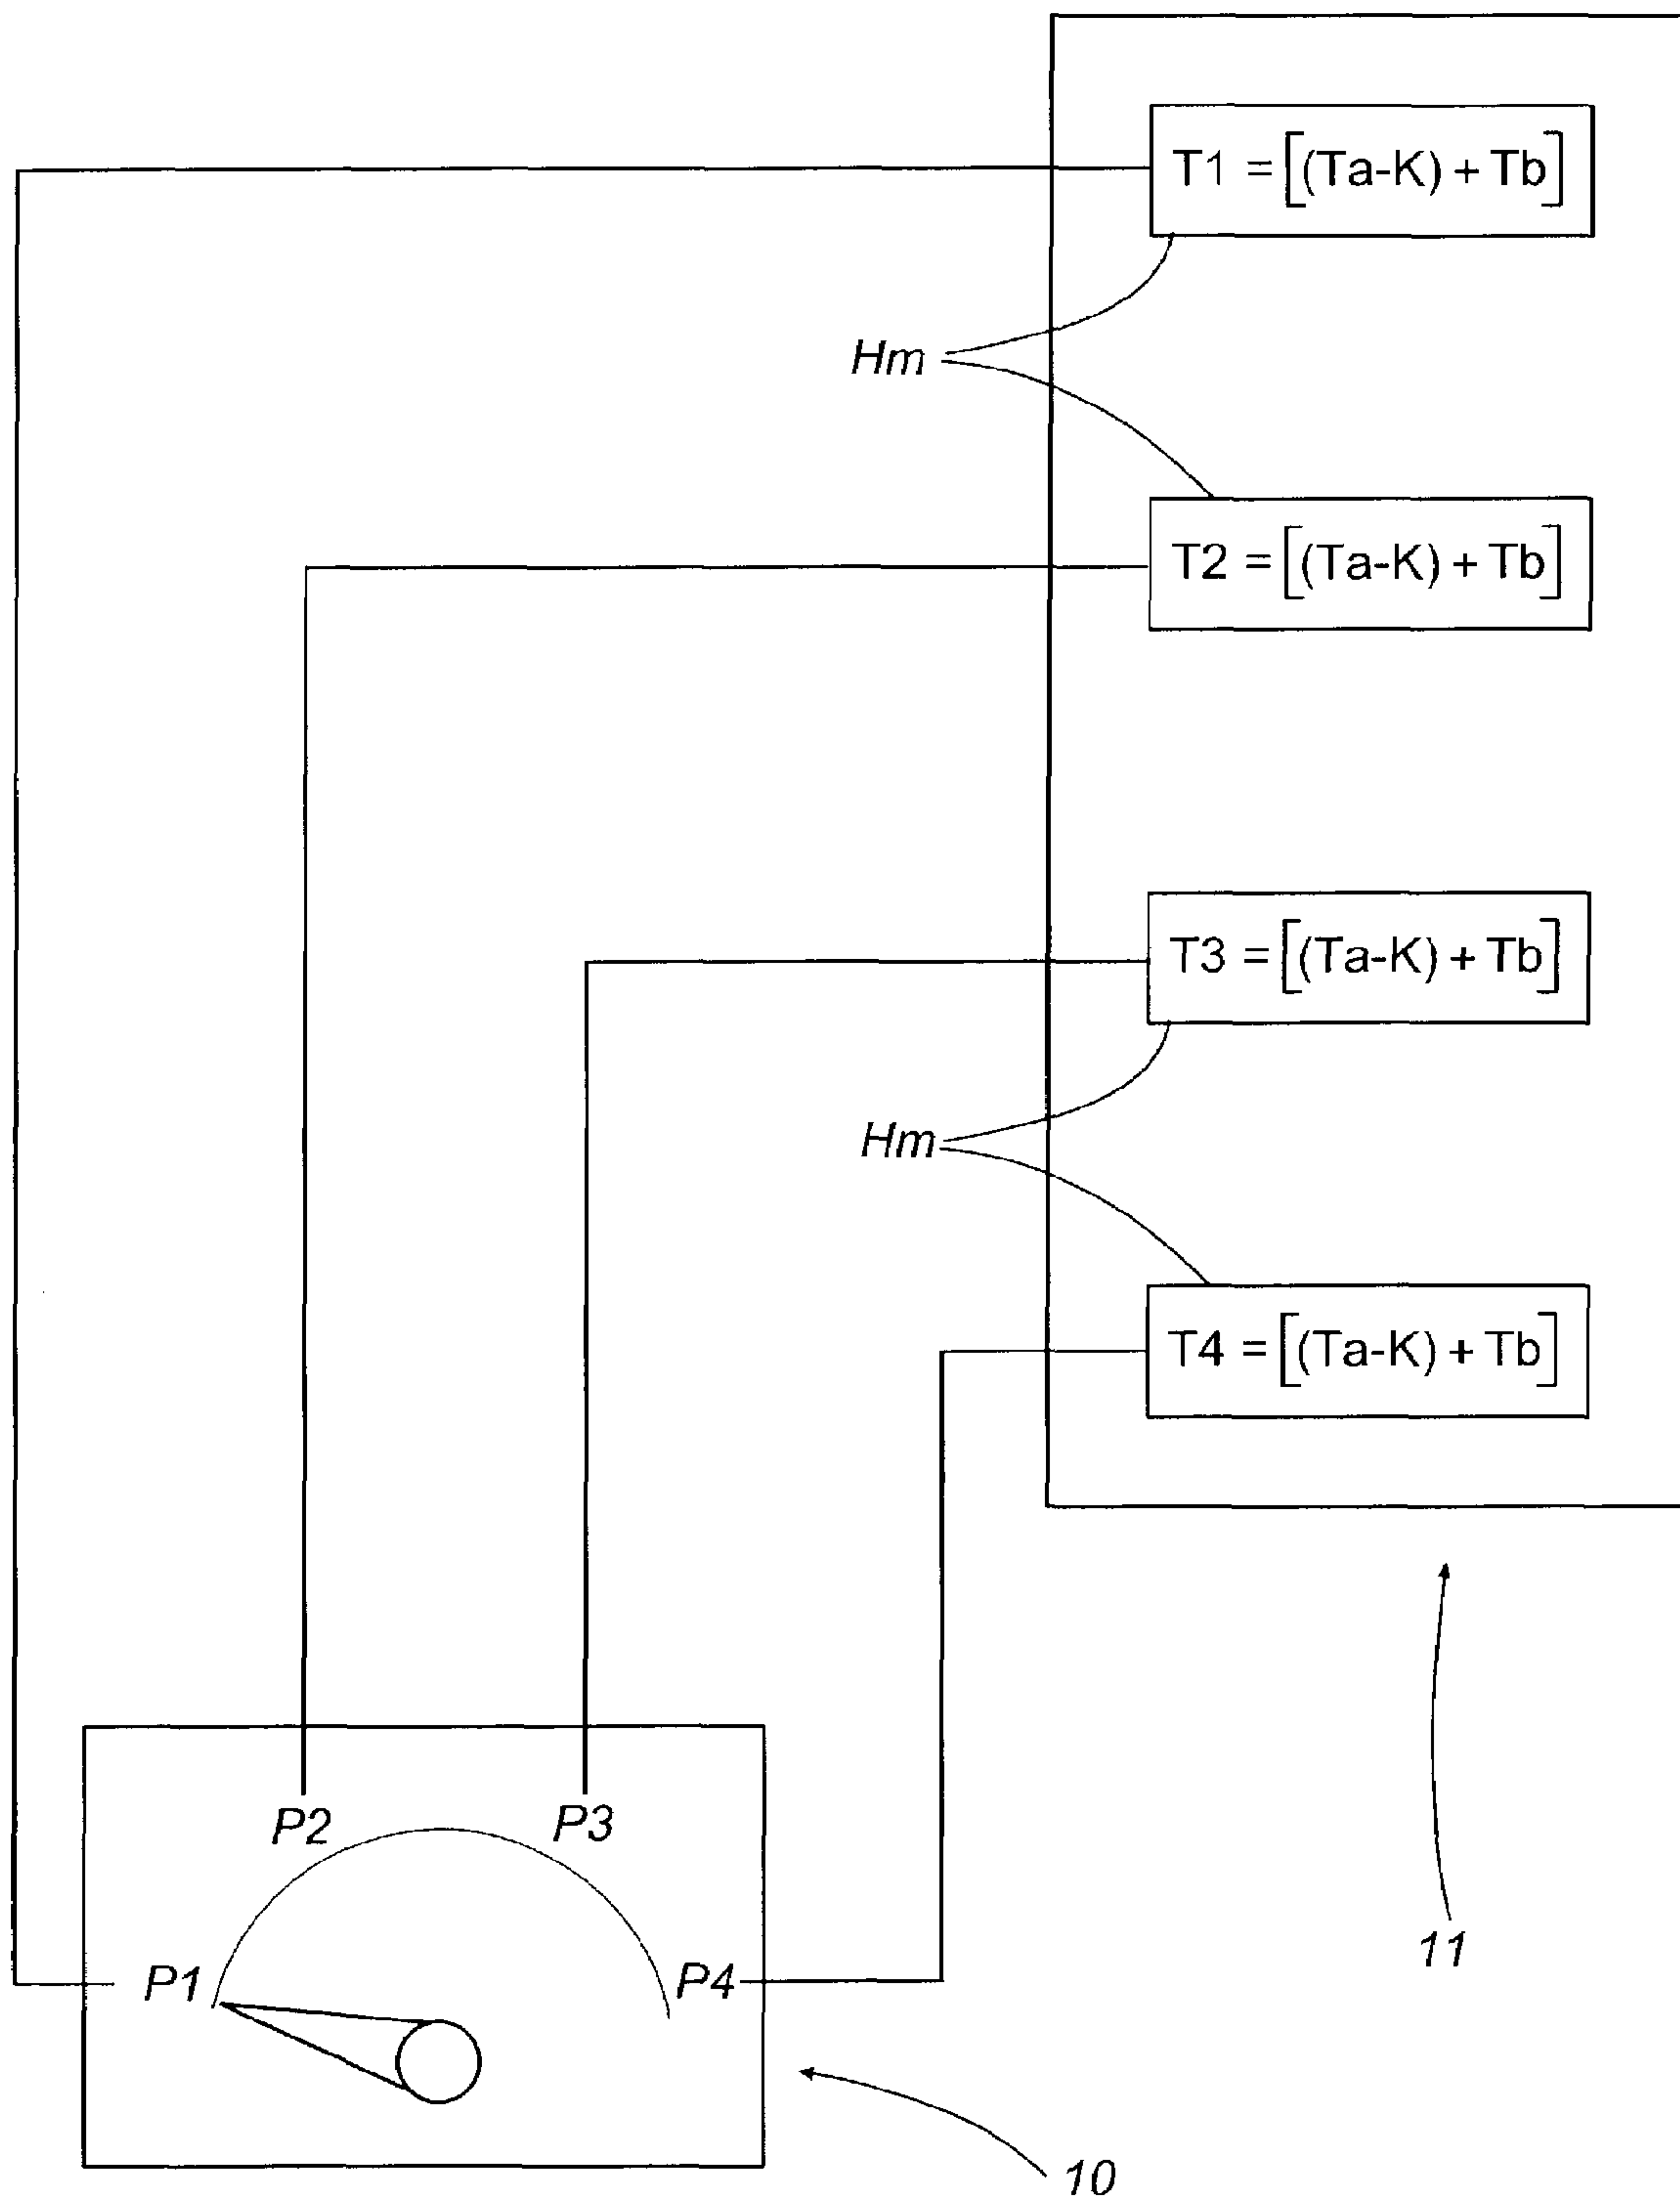 T1 = [(Ta-K) + Tb]
Hm
T2 = [(Ta-K) + Tb]
T3 = [(Ta-K) + Tb]
Hm
T4 = [(Ta-K) + Tb]
P2
P3
P1
P4
11
10